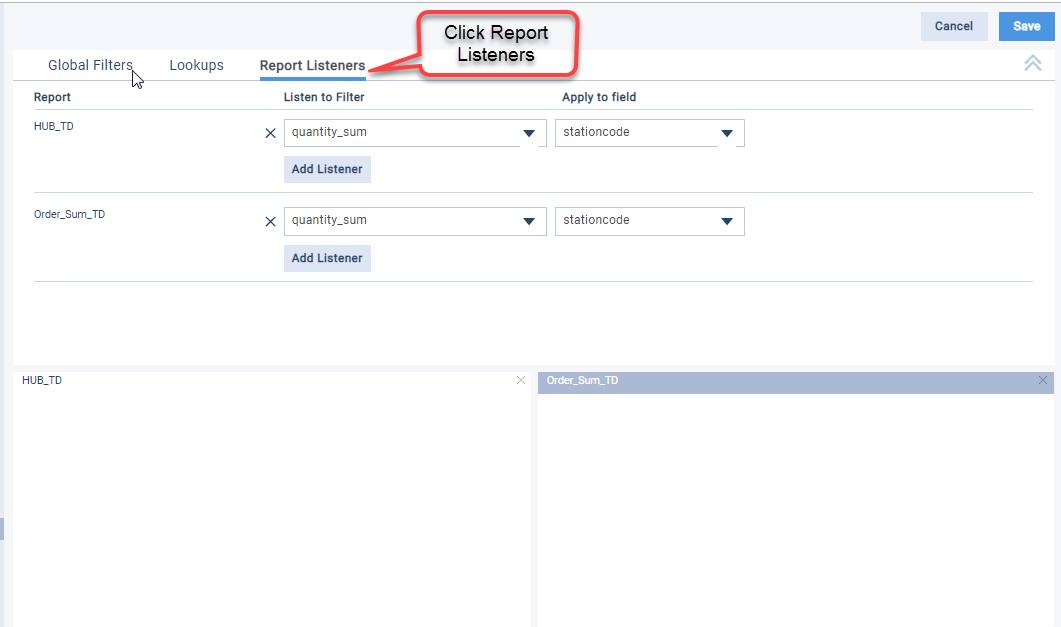 Cancel
Save
Click Report
Listeners
Global Filters
Lookups
Report Listeners
Report
Listen to Filter
Apply to field
HUB_TD
quantity_sum
stationcode
Add Listener
Order_Sum_TD
quantity_sum
stationcode
Add Listener
HUB_TD
Order_Sum_TD